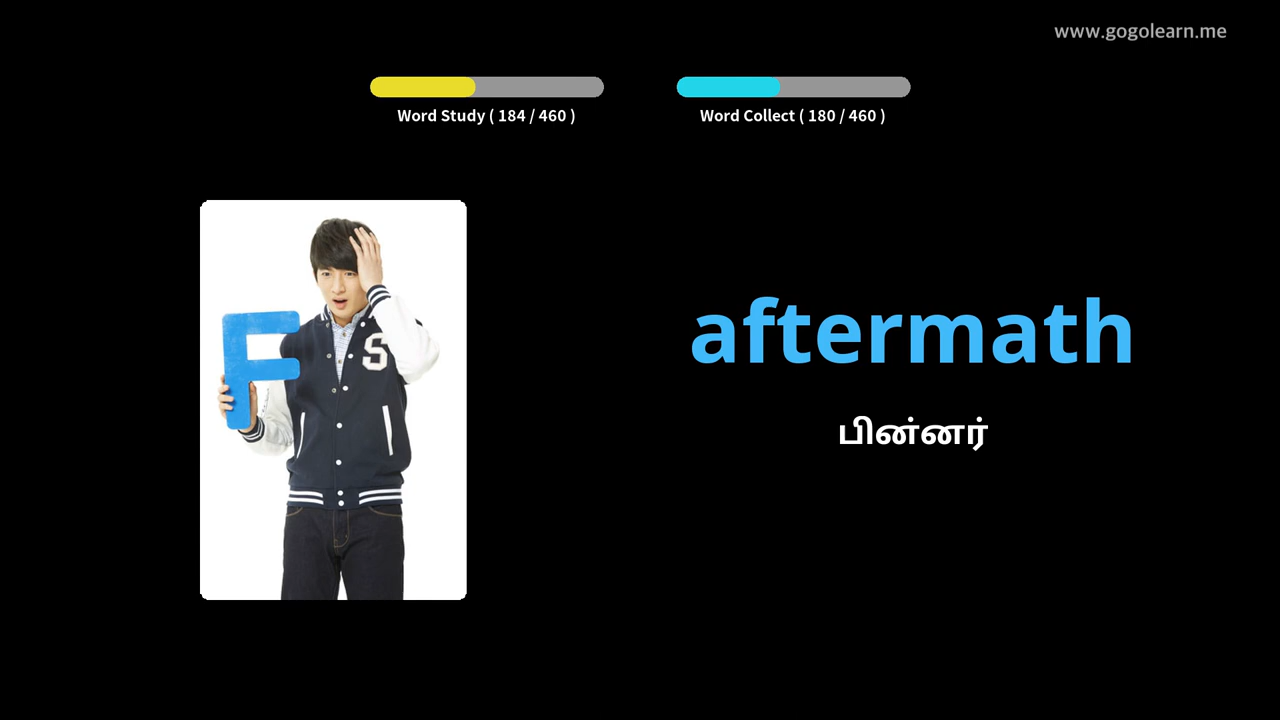 www.gogolearn.me
Word Study ( 184 / 460 )
Word Collect ( 180 / 460 )
F
S
aftermath
பின்னர்